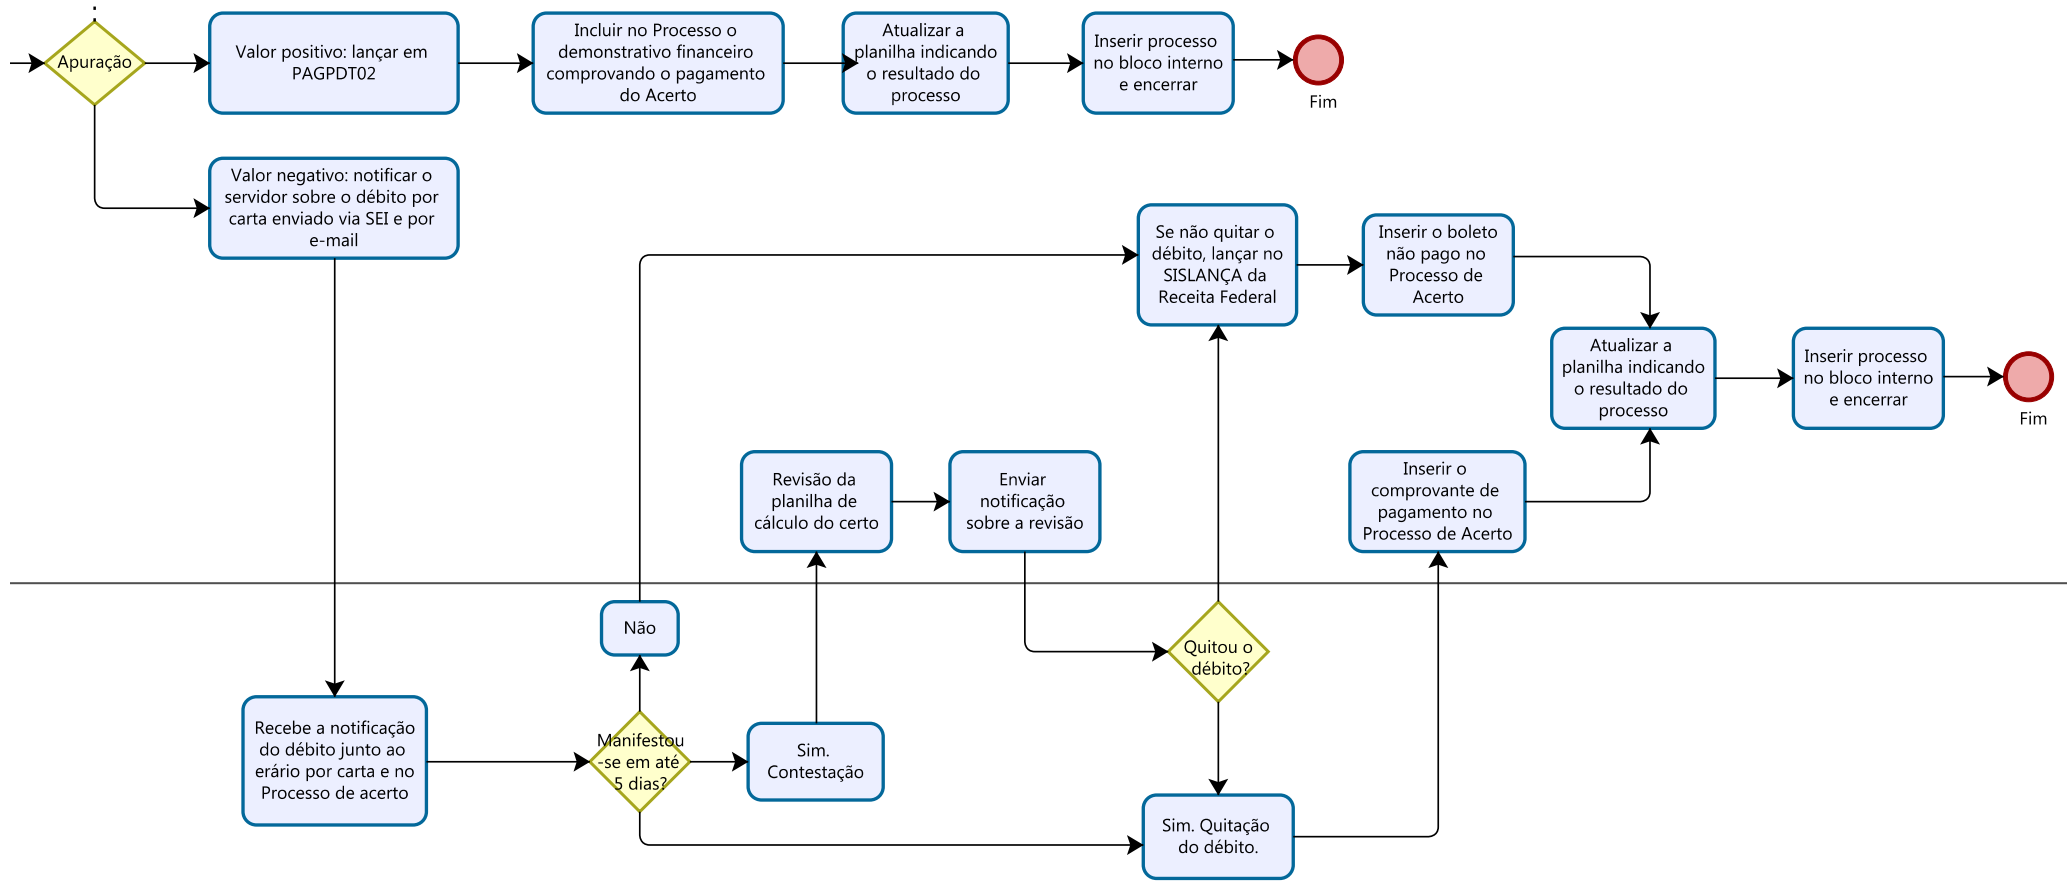 Apuração
Valor positivo: lançar em
PAGPDT02
Incluir no Processo o
demonstrativo financeiro
comprovando o pagamento
do Acerto
Atualizar a
planilha indicando
o resultado do
processo
Inserir processo
no bloco interno
e encerrar
Fim
Valor negativo: notificar o
servidor sobre o débito por
carta enviado via SEI e por
e-mail
Se não quitar o
débito, lançar no
SISLANÇA da
Receita Federal
Inserir o boleto
não pago no
Processo de
Acerto
Atualizar a
planilha indicando
o resultado do
processo
Inserir processo
no bloco interno
e encerrar
Fim
Revisão da
planilha de
cálculo do certo
Enviar
notificação
sobre a revisão
Inserir o
comprovante de
pagamento no
Processo de Acerto
Não
Quitou o
débito?
Recebe a notificação
do débito junto ao
erário por carta e no
Processo de acerto
Manifestou
-se em até
5 dias?
Sim.
Contestação
Sim. Quitação
do débito.